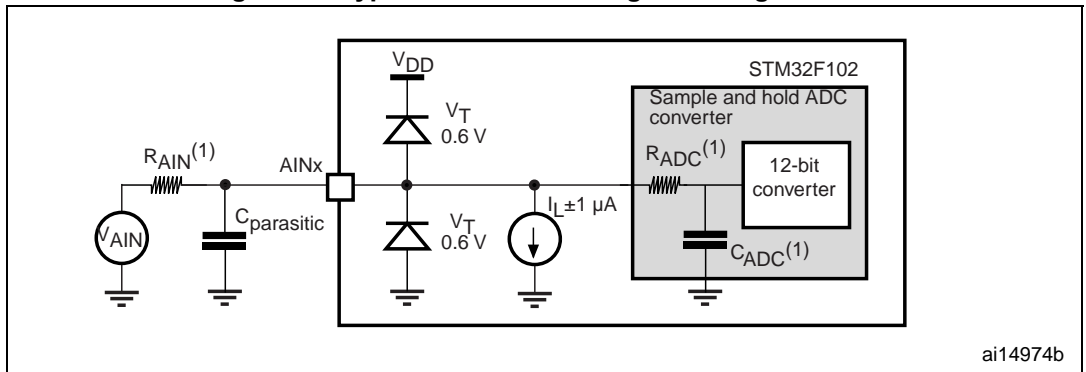 VDD
STM32F102
Sample and hold ADC
converter
VT
0.6 V
RAIN(1)
AINx
RADC(1)
12-bit
converter
IL±1 µA
VAIN
Cparasitic
VT
0.6 V
CADC(1)
ai14974b